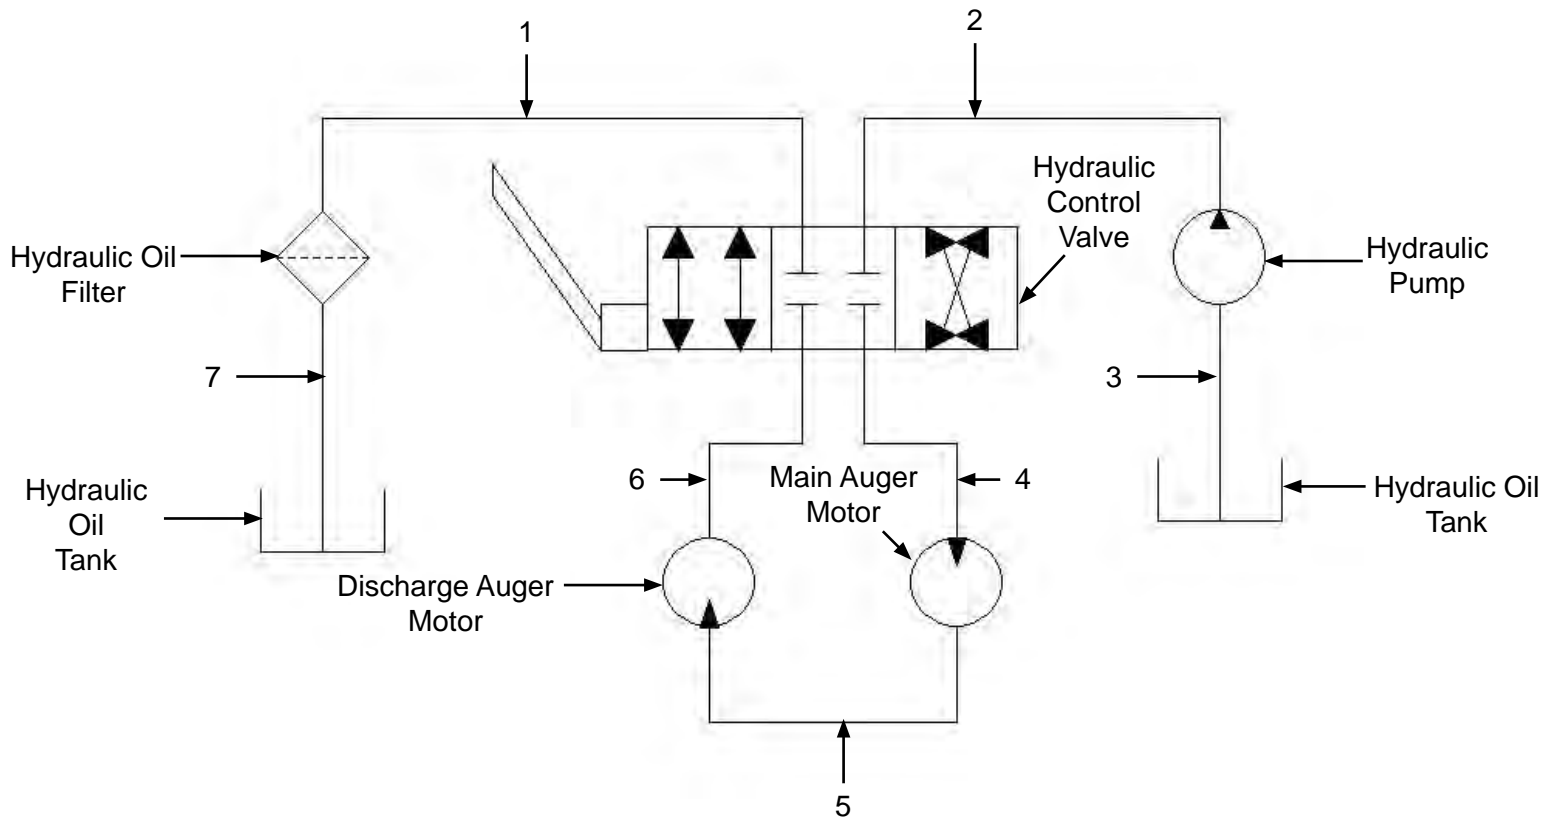 1
2
Hydraulic
Control
Valve
Hydraulic Oil
Filter
Hydraulic
Pump
7
3
6
Main Auger
Motor
4
Hydraulic
Oil
Tank
Hydraulic Oil
Tank
Discharge Auger
Motor
5